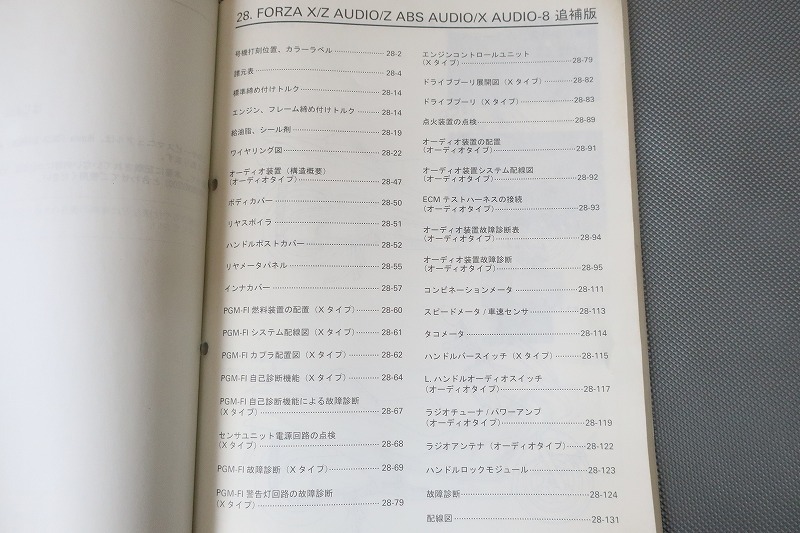 28. FORZA X/Z AUDIO/Z ABS AUDIO/X AUDIO-8 追補版
号機打刻位置、カラーラベル 28-2
諸元表 28-4
標準締め付けトルク 28-14
エンジン、フレーム締め付けトルク 28-14
給油脂、シール剤 28-19
ワイヤリング図 28-22
オーディオ装置(構造概要)
(オーディオタイプ) 28-47
ボディカバー 28-50
リヤスポイラ 28-51
ハンドルポストカバー 28-52
リヤメータパネル 28-55
インナカバー 28-57
PGM-FI 燃料装置の配置(Xタイプ) 28-60
PGM-FI システム配線図(Xタイプ) 28-61
PGM-FI カプラ配置図(Xタイプ) 28-62
PGM-FI 自己診断機能(Xタイプ) 28-64
PGM-FI 自己診断機能による故障診断
(Xタイプ) 28-67
センサユニット電源回路の点検
(Xタイプ) 28-68
PGM-FI 故障診断(Xタイプ) 28-69
PGM-FI 警告灯回路の故障診断
(Xタイプ) 28-79
エンジンコントロールユニット
(Xタイプ) 28-79
ドライブプーリ展開図(Xタイプ) 28-82
ドライブプーリ(Xタイプ) 28-83
点火装置の点検 28-89
オーディオ装置の配置
(オーディオタイプ) 28-91
オーディオ装置システム配線図
(オーディオタイプ) 28-92
ECM テストハーネスの接続
(オーディオタイプ) 28-93
オーディオ装置故障診断表
(オーディオタイプ) 28-94
オーディオ装置故障診断
(オーディオタイプ) 28-95
コンビネーションメータ 28-111
スピードメータ/車速センサ 28-113
タコメータ 28-114
ハンドルバースイッチ(Xタイプ) 28-115
L. ハンドルオーディオスイッチ
(オーディオタイプ) 28-117
ラジオチューナ/パワーアンプ
(オーディオタイプ) 28-119
ラジオアンテナ(オーディオタイプ) 28-122
ハンドルロックモジュール 28-123
故障診断 28-124
配線図 28-131